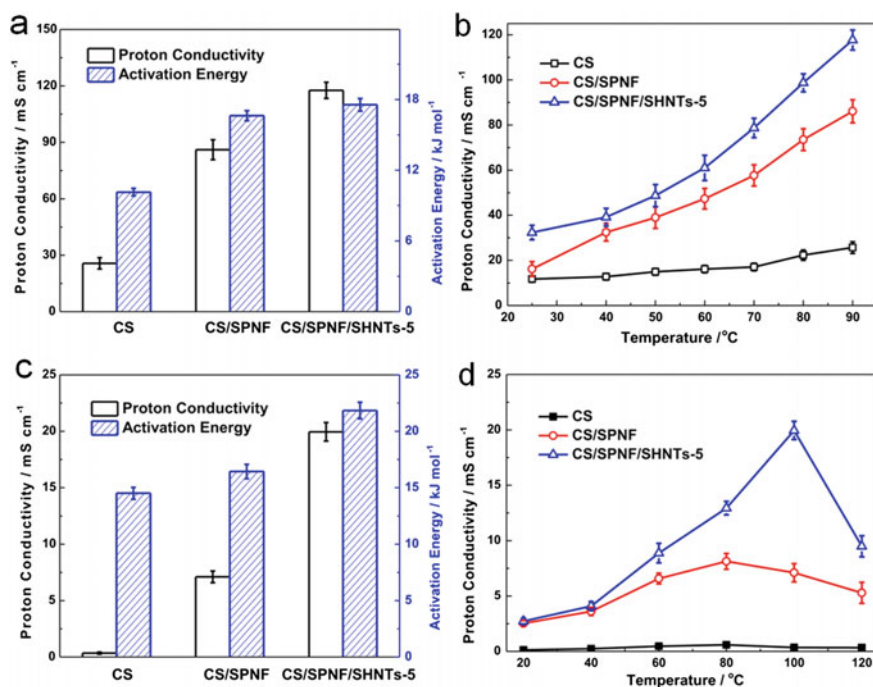 a
Proton Conductivity
Activation Energy
Proton Conductivity / mS cm⁻¹
150
120
90
60
30
0
24
18
12
6
0
Activation Energy / kJ mol⁻¹
CS
CS/SPNF
CS/SPNF/SHNTs-5
b
CS
CS/SPNF
CS/SPNF/SHNTs-5
Proton Conductivity / mS cm⁻¹
120
100
80
60
40
20
0
20 30 40 50 60 70 80 90
Temperature /°C
c
Proton Conductivity
Activation Energy
Proton Conductivity / mS cm⁻¹
25
20
15
10
5
0
25
20
15
10
5
0
Activation Energy / kJ mol⁻¹
CS
CS/SPNF
CS/SPNF/SHNTs-5
d
CS
CS/SPNF
CS/SPNF/SHNTs-5
Proton Conductivity / mS cm⁻¹
25
20
15
10
5
0
20 40 60 80 100 120
Temperature /°C